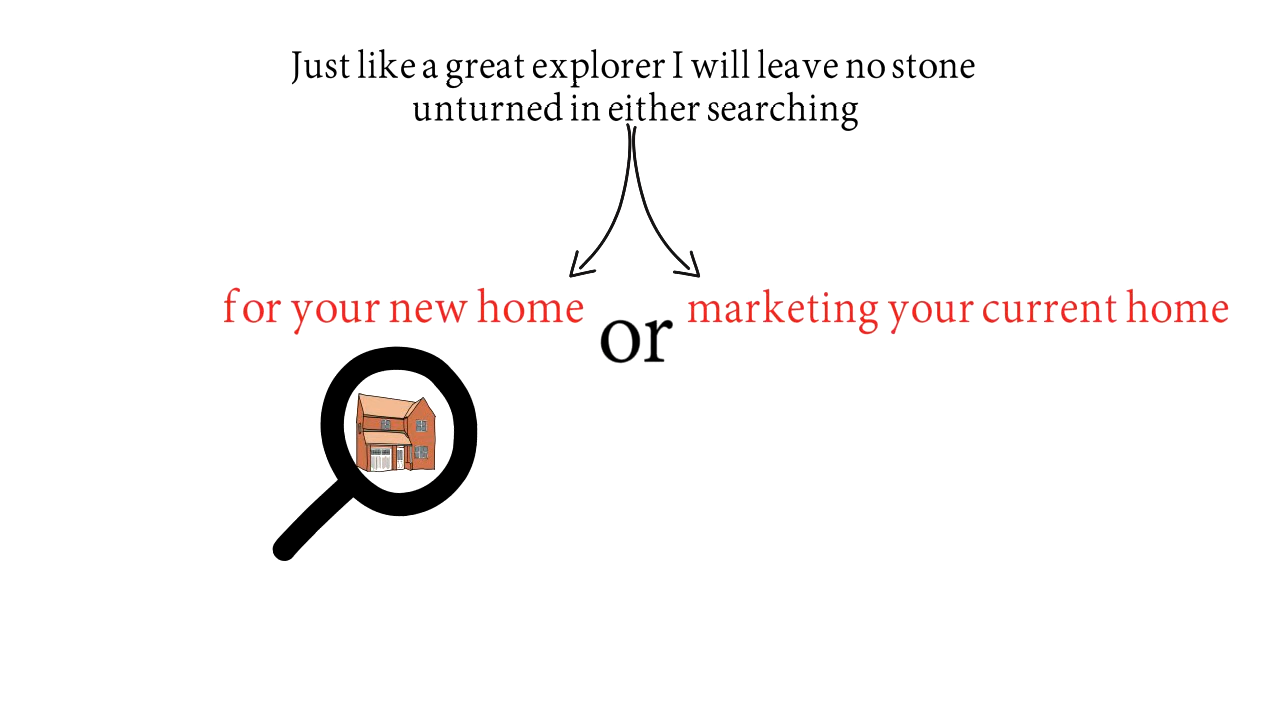 Just like a great explorer I will leave no stone
unturned in either searching
for your new home
or
marketing your current home